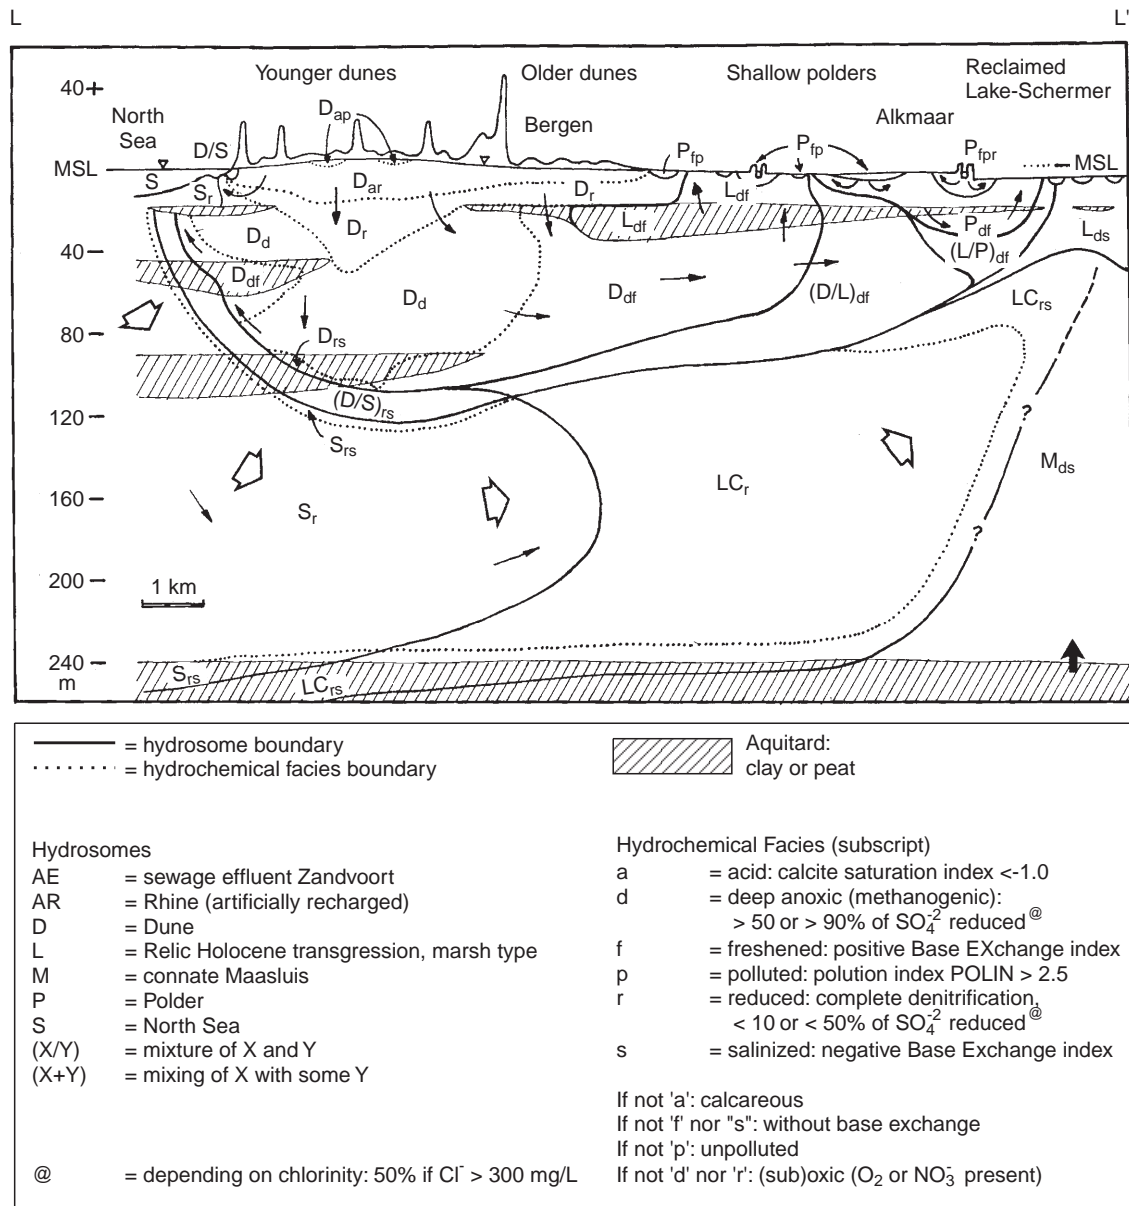 L L'
40+ Younger dunes Older dunes Shallow polders Reclaimed
Lake-Schermer
North
Sea
D/S
D_ap
Bergen
Alkmaar
MSL
P_fp
P_fp
P_fpr
MSL
S
S_r
D_ar
D_r
L_df
D_r
L_df
P_df
(L/P)_df
L_ds
40
D_d
D_df
D_d
D_df
(D/L)_df
LC_rs
80
D_rs
(D/S)_rs
120
S_rs
?
160
S_r
LC_r
M_ds
?
200
1 km
240
m
S_rs
LC_rs
= hydrosome boundary
= hydrochemical facies boundary
Aquitard:
clay or peat
Hydrosomes
AE = sewage effluent Zandvoort
AR = Rhine (artificially recharged)
D = Dune
L = Relic Holocene transgression, marsh type
M = connate Maasluis
P = Polder
S = North Sea
(X/Y) = mixture of X and Y
(X+Y) = mixing of X with some Y
@ = depending on chlorinity: 50% if Cl⁻ > 300 mg/L
Hydrochemical Facies (subscript)
a = acid: calcite saturation index <-1.0
d = deep anoxic (methanogenic):
> 50 or > 90% of SO₄⁻² reduced @
f = freshened: positive Base EXchange index
p = polluted: polution index POLIN > 2.5
r = reduced: complete denitrification,
< 10 or < 50% of SO₄⁻² reduced @
s = salinized: negative Base Exchange index
If not 'a': calcareous
If not 'f' nor "s": without base exchange
If not 'p': unpolluted
If not 'd' nor 'r': (sub)oxic (O₂ or NO₃⁻ present)